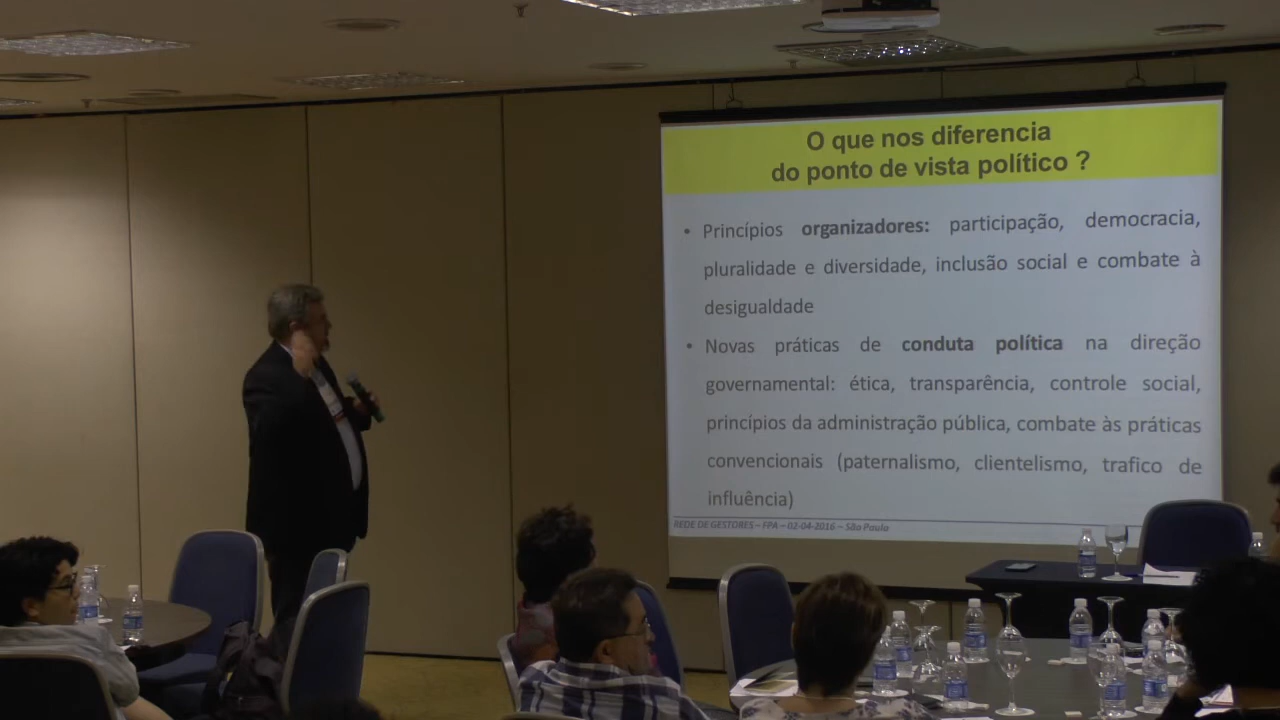 O que nos diferencia
do ponto de vista político ?
• Princípios organizadores: participação, democracia,
pluralidade e diversidade, inclusão social e combate à
desigualdade
• Novas práticas de conduta política na direção
governamental: ética, transparência, controle social,
princípios da administração pública, combate às práticas
convencionais (paternalismo, clientelismo, trafico de
influência)
REDE DE GESTORES – FPA – 02-04-2016 – São Paulo